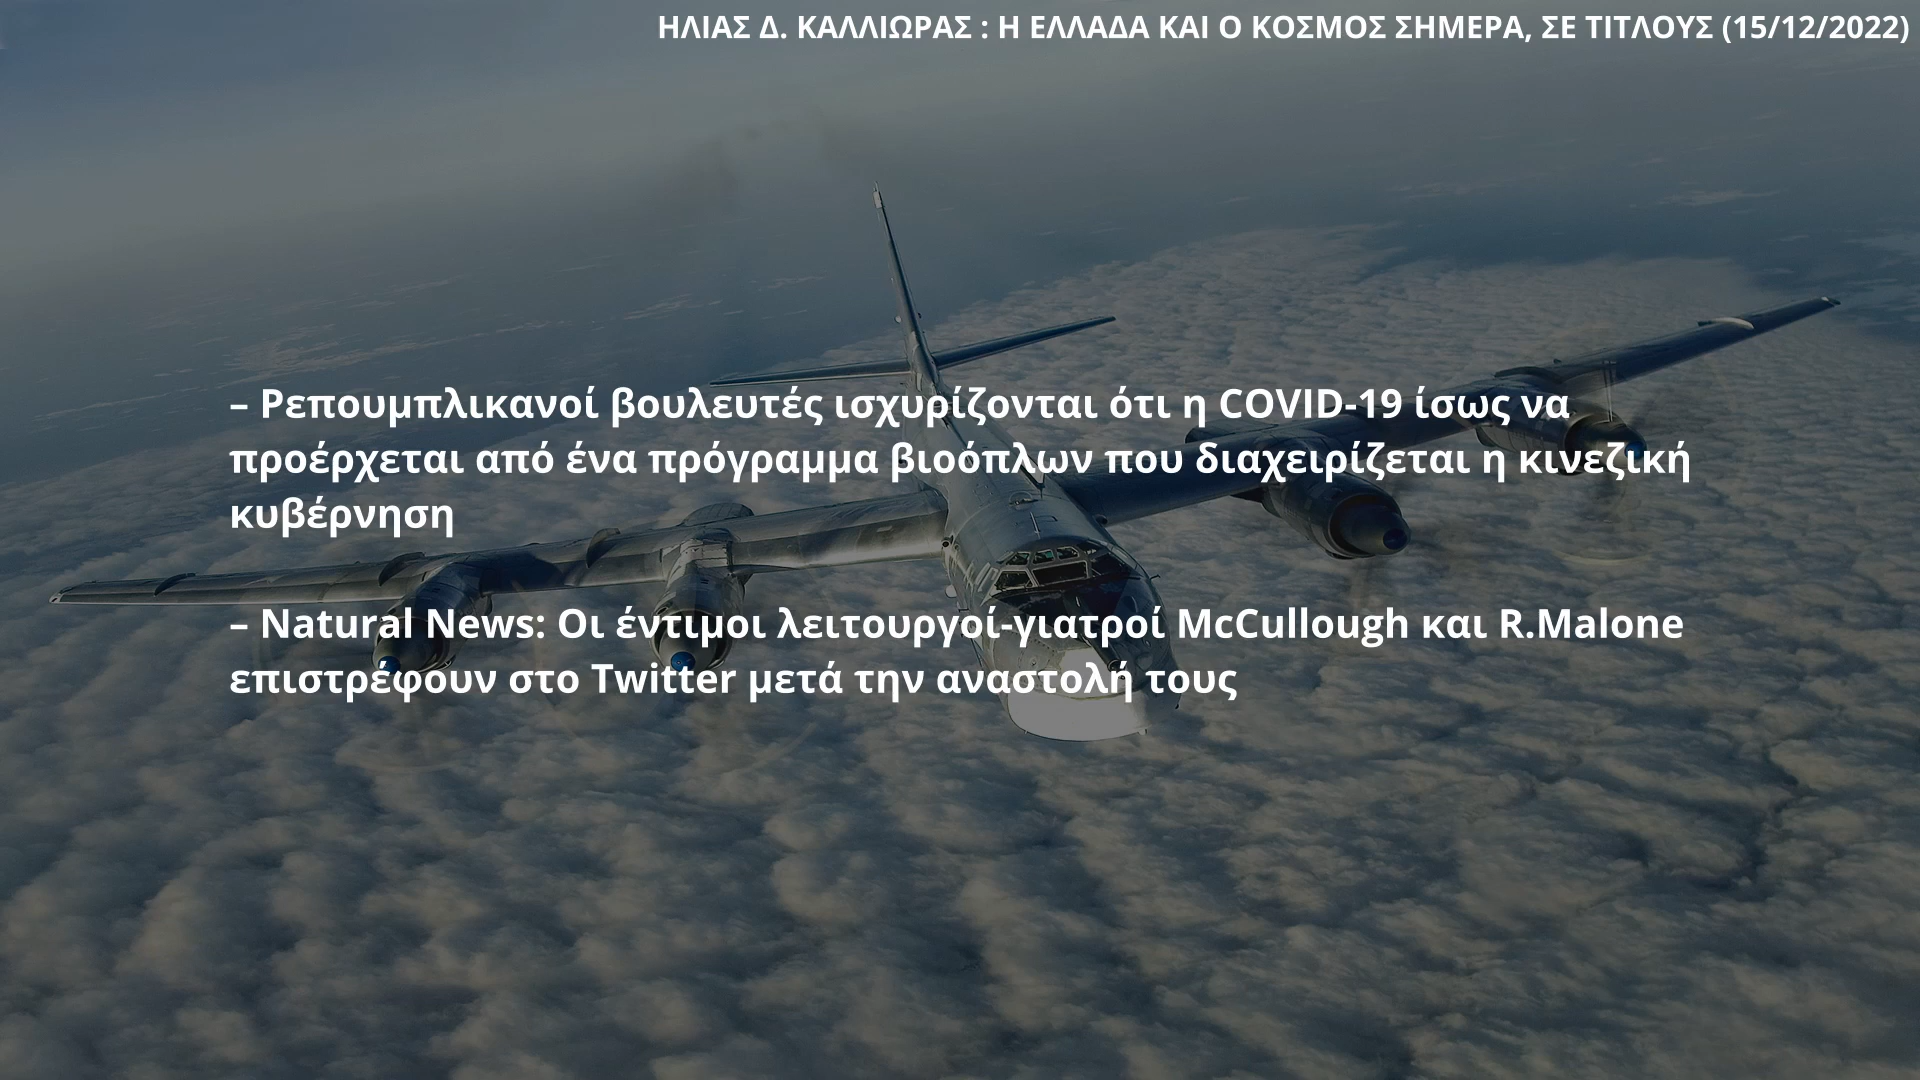 ΗΛΙΑΣ Δ. ΚΑΛΛΙΩΡΑΣ : Η ΕΛΛΑΔΑ ΚΑΙ Ο ΚΟΣΜΟΣ ΣΗΜΕΡΑ, ΣΕ ΤΙΤΛΟΥΣ (15/12/2022)
– Ρεπουμπλικανοί βουλευτές ισχυρίζονται ότι η COVID-19 ίσως να
προέρχεται από ένα πρόγραμμα βιοόπλων που διαχειρίζεται η κινεζική
κυβέρνηση
– Natural News: Οι έντιμοι λειτουργοί-γιατροί McCullough και R.Malone
επιστρέφουν στο Twitter μετά την αναστολή τους